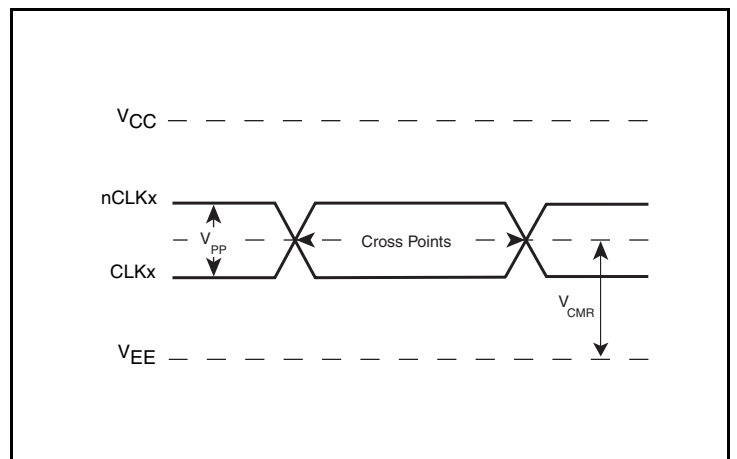 VCC
nCLKx
VPP
Cross Points
CLKx
VCMR
VEE